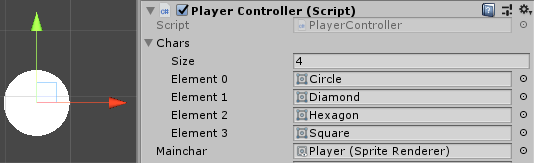 Player Controller (Script)
Script PlayerController
Chars
Size 4
Element 0 Circle
Element 1 Diamond
Element 2 Hexagon
Element 3 Square
Mainchar Player (Sprite Renderer)